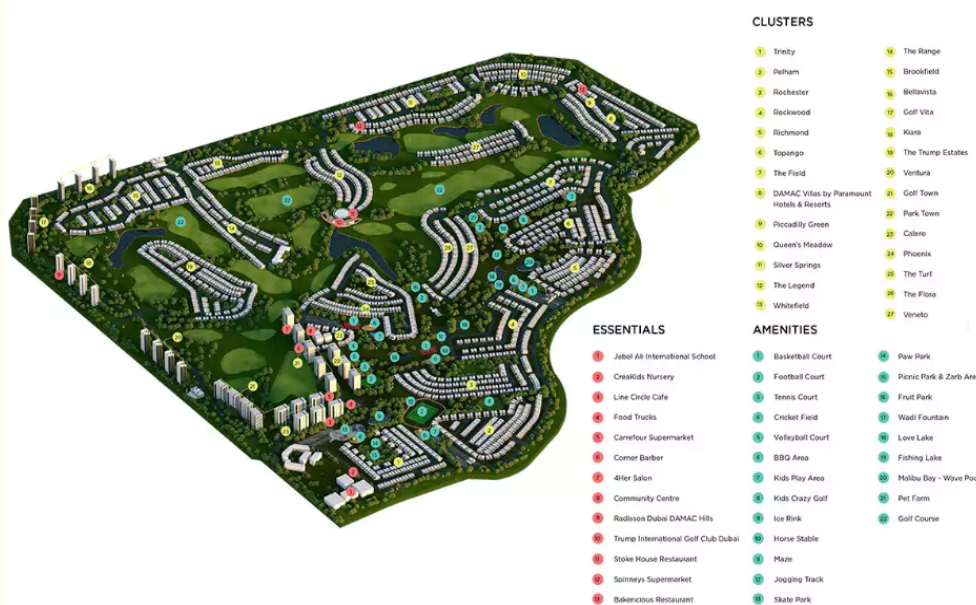 CLUSTERS
1 Trinity
2 Pelham
3 Rochester
4 Rockwood
5 Richmond
6 Topango
7 The Field
8 DAMAC Villas by Paramount
Hotels & Resorts
9 Piccadilly Green
10 Queen's Meadow
11 Silver Springs
12 The Legend
13 Whitefield
14 The Range
15 Brookfield
16 Bellavista
17 Golf Vita
18 Kiara
19 The Trump Estates
20 Ventura
21 Golf Town
22 Park Town
23 Calero
24 Phoenix
25 The Turf
26 The Flora
27 Veneto
ESSENTIALS
1 Jebel Ali International School
2 CreaKids Nursery
3 Line Circle Cafe
4 Food Trucks
5 Carrefour Supermarket
6 Corner Barber
7 4Her Salon
8 Community Centre
9 Radisson Dubai DAMAC Hills
10 Trump International Golf Club Dubai
11 Stoke House Restaurant
12 Spinneys Supermarket
13 Bakericious Restaurant
AMENITIES
1 Basketball Court
2 Football Court
3 Tennis Court
4 Cricket Field
5 Volleyball Court
6 BBQ Area
7 Kids Play Area
8 Kids Crazy Golf
9 Ice Rink
10 Horse Stable
11 Maze
12 Jogging Track
13 Skate Park
14 Paw Park
15 Picnic Park & Zarb Are
16 Fruit Park
17 Wadi Fountain
18 Love Lake
19 Fishing Lake
20 Malibu Bay - Wave Poo
21 Pet Farm
22 Golf Course